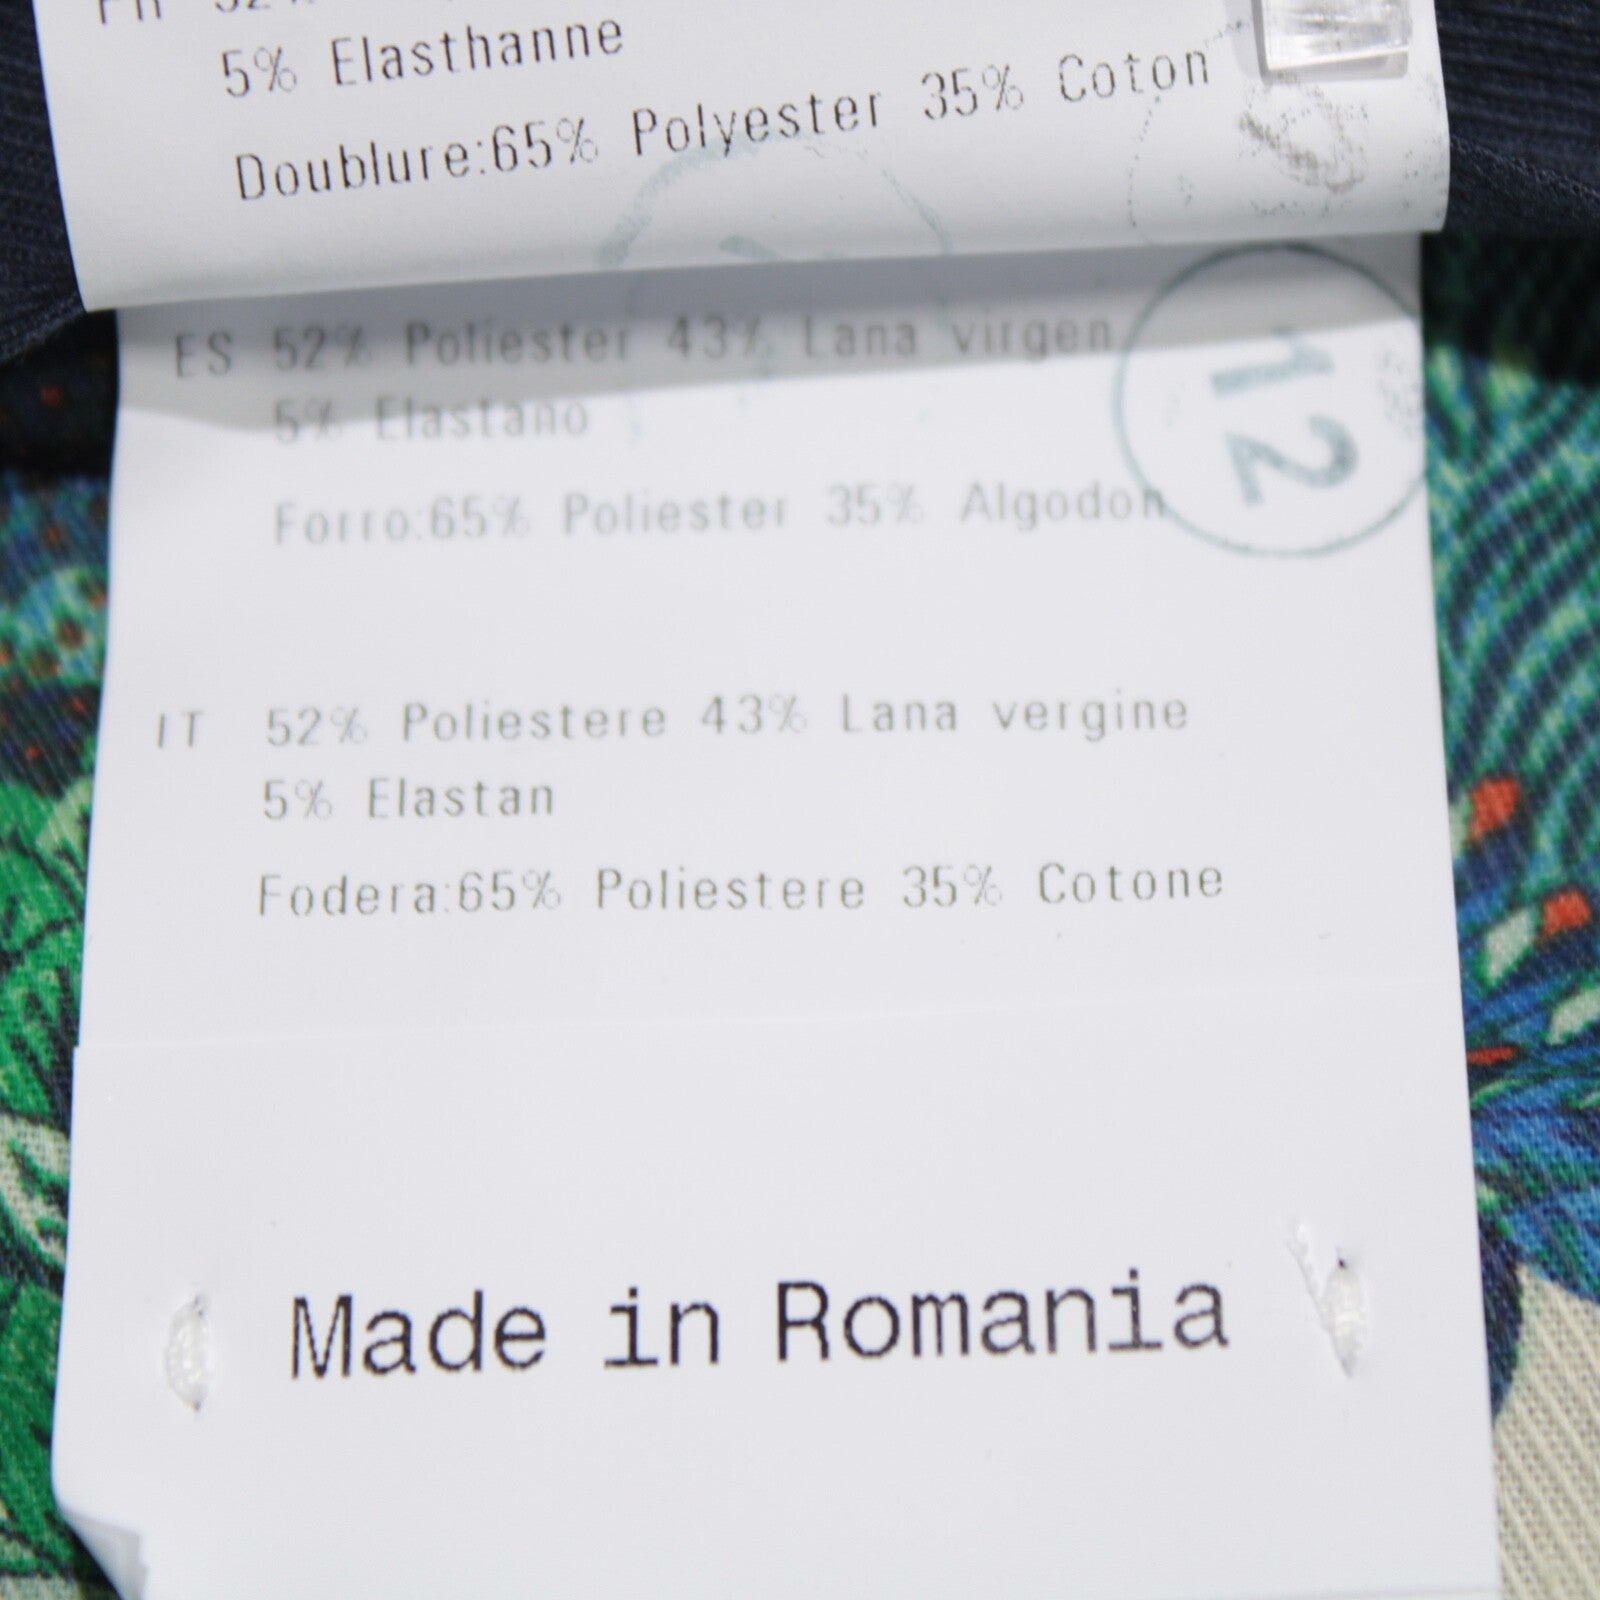 5% Elasthanne
Doublure:65% Polyester 35% Coton
ES 52% Poliester 43% Lana virgen
5% Elastano
Forro:65% Poliester 35% Algodon
12
IT 52% Poliestere 43% Lana vergine
5% Elastan
Fodera:65% Poliestere 35% Cotone
Made in Romania